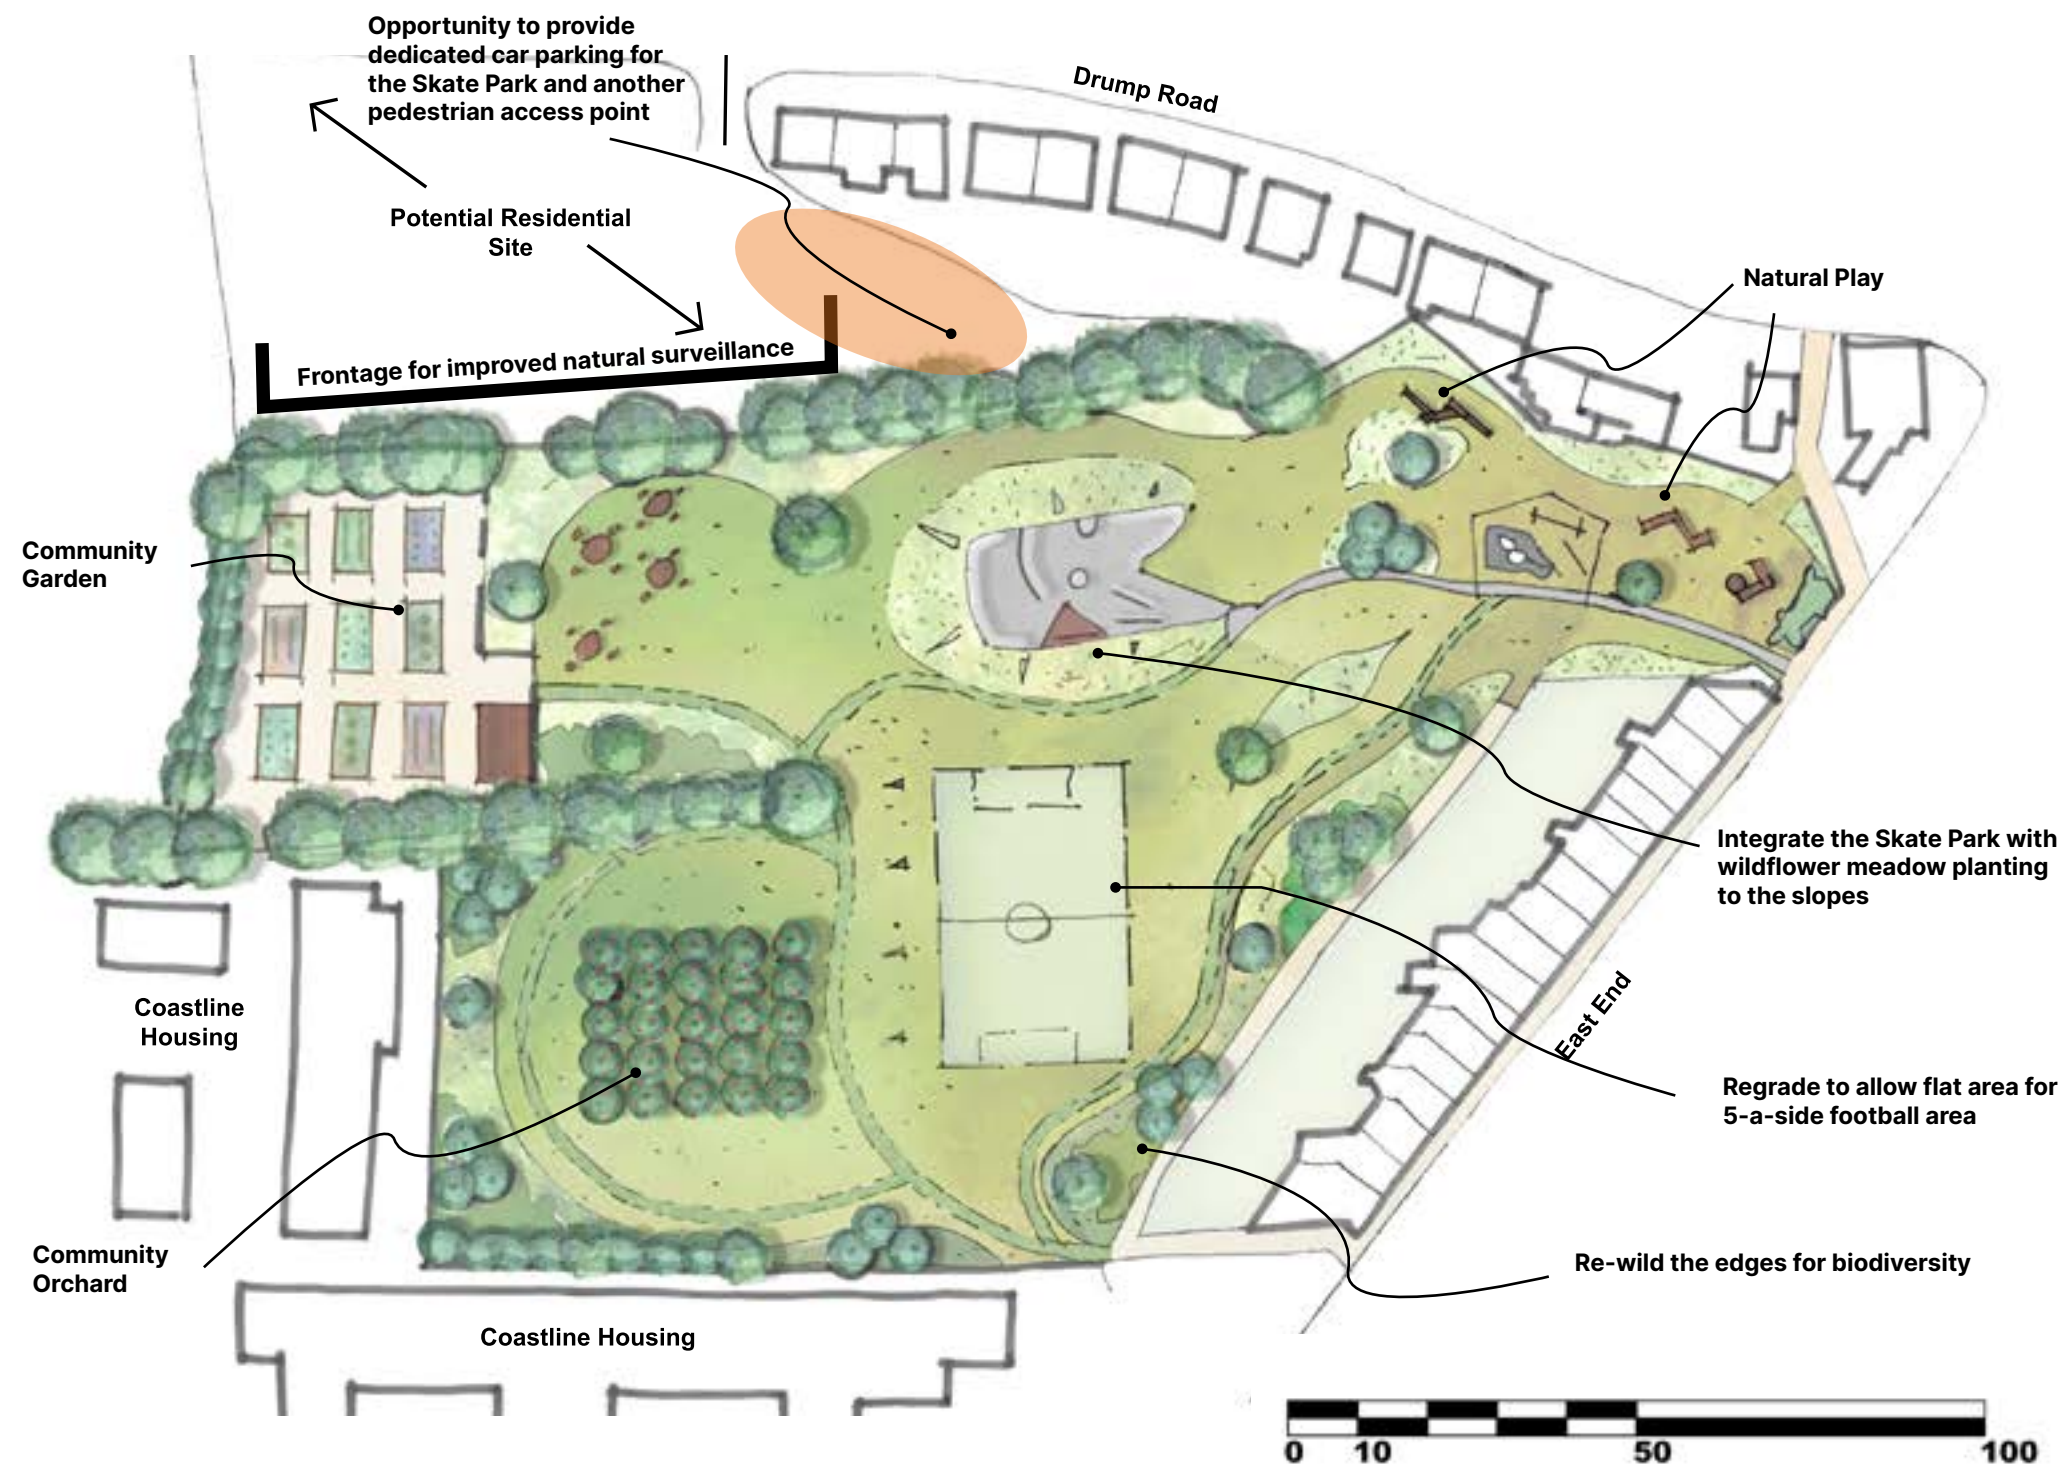 Opportunity to provide
dedicated car parking for
the Skate Park and another
pedestrian access point
Drump Road
Potential Residential
Site
Natural Play
Frontage for improved natural surveillance
Community
Garden
Integrate the Skate Park with
wildflower meadow planting
to the slopes
East End
Coastline
Housing
Regrade to allow flat area for
5-a-side football area
Community
Orchard
Re-wild the edges for biodiversity
Coastline Housing
0 10 50 100